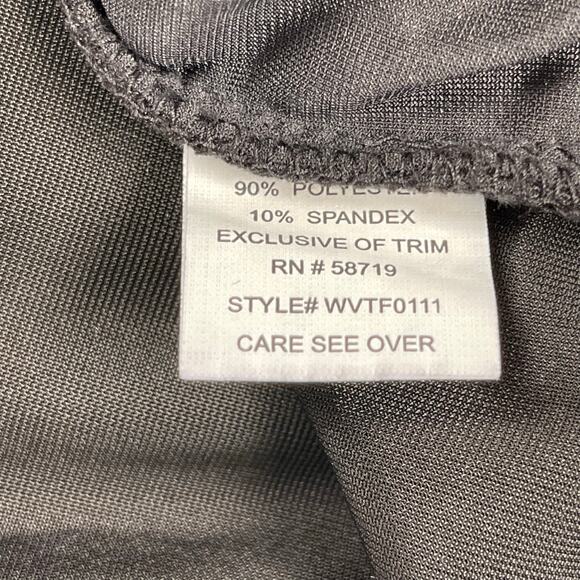 90% POLYESTER
10% SPANDEX
EXCLUSIVE OF TRIM
RN # 58719
STYLE# WVTF0111
CARE SEE OVER